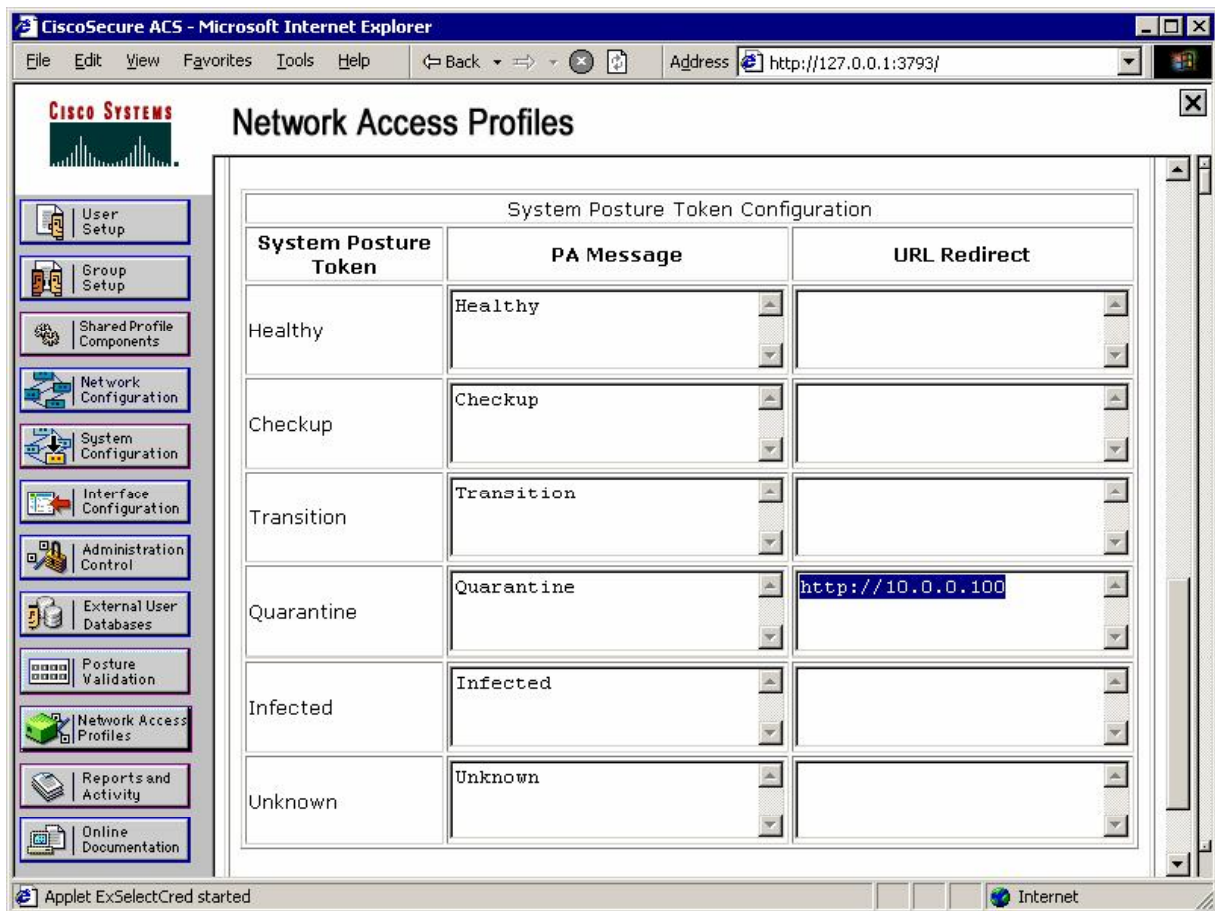 CiscoSecure ACS - Microsoft Internet Explorer
File Edit View Favorites Tools Help Back Address http://127.0.0.1:3793/
CISCO SYSTEMS
Network Access Profiles
User
Setup
Group
Setup
Shared Profile
Components
Network
Configuration
System
Configuration
Interface
Configuration
Administration
Control
External User
Databases
Posture
Validation
Network Access
Profiles
Reports and
Activity
Online
Documentation
System Posture Token Configuration
System Posture
Token
PA Message
URL Redirect
Healthy
Healthy
Checkup
Checkup
Transition
Transition
Quarantine
Quarantine
http://10.0.0.100
Infected
Infected
Unknown
Unknown
Applet ExSelectCred started
Internet